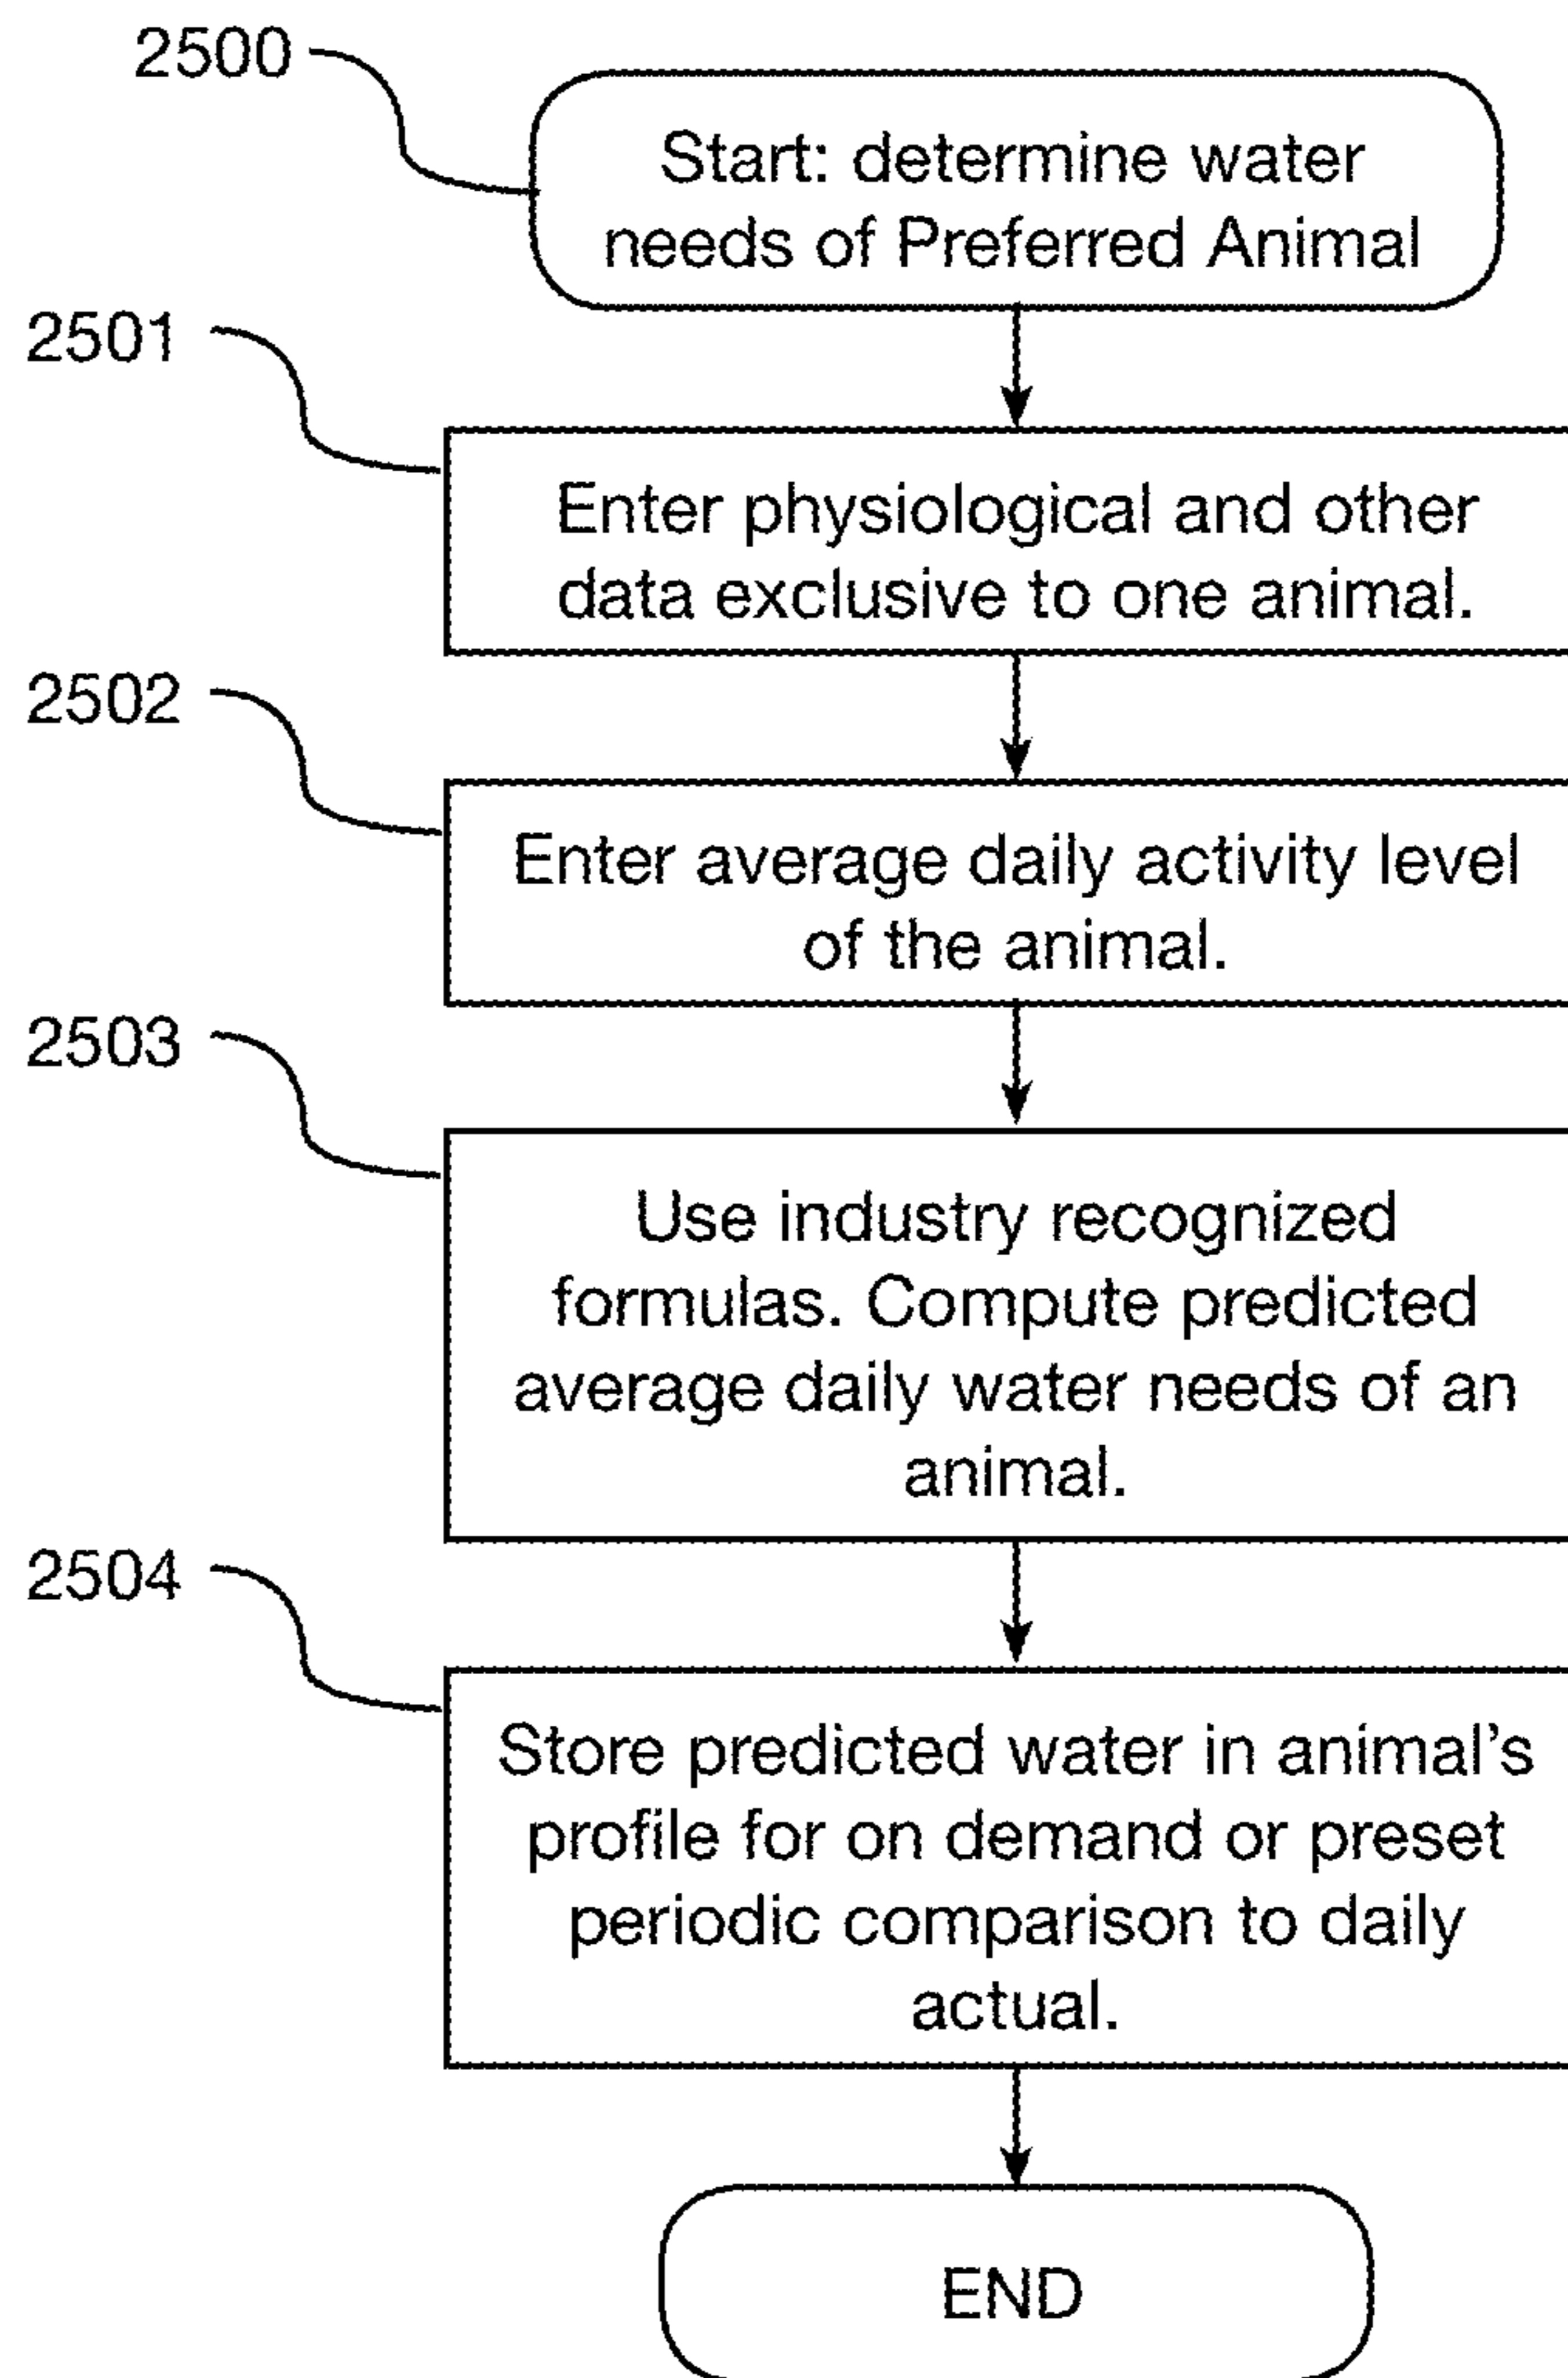 2500
Start: determine water
needs of Preferred Animal
2501
Enter physiological and other
data exclusive to one animal.
2502
Enter average daily activity level
of the animal.
2503
Use industry recognized
formulas. Compute predicted
average daily water needs of an
animal.
2504
Store predicted water in animal's
profile for on demand or preset
periodic comparison to daily
actual.
END